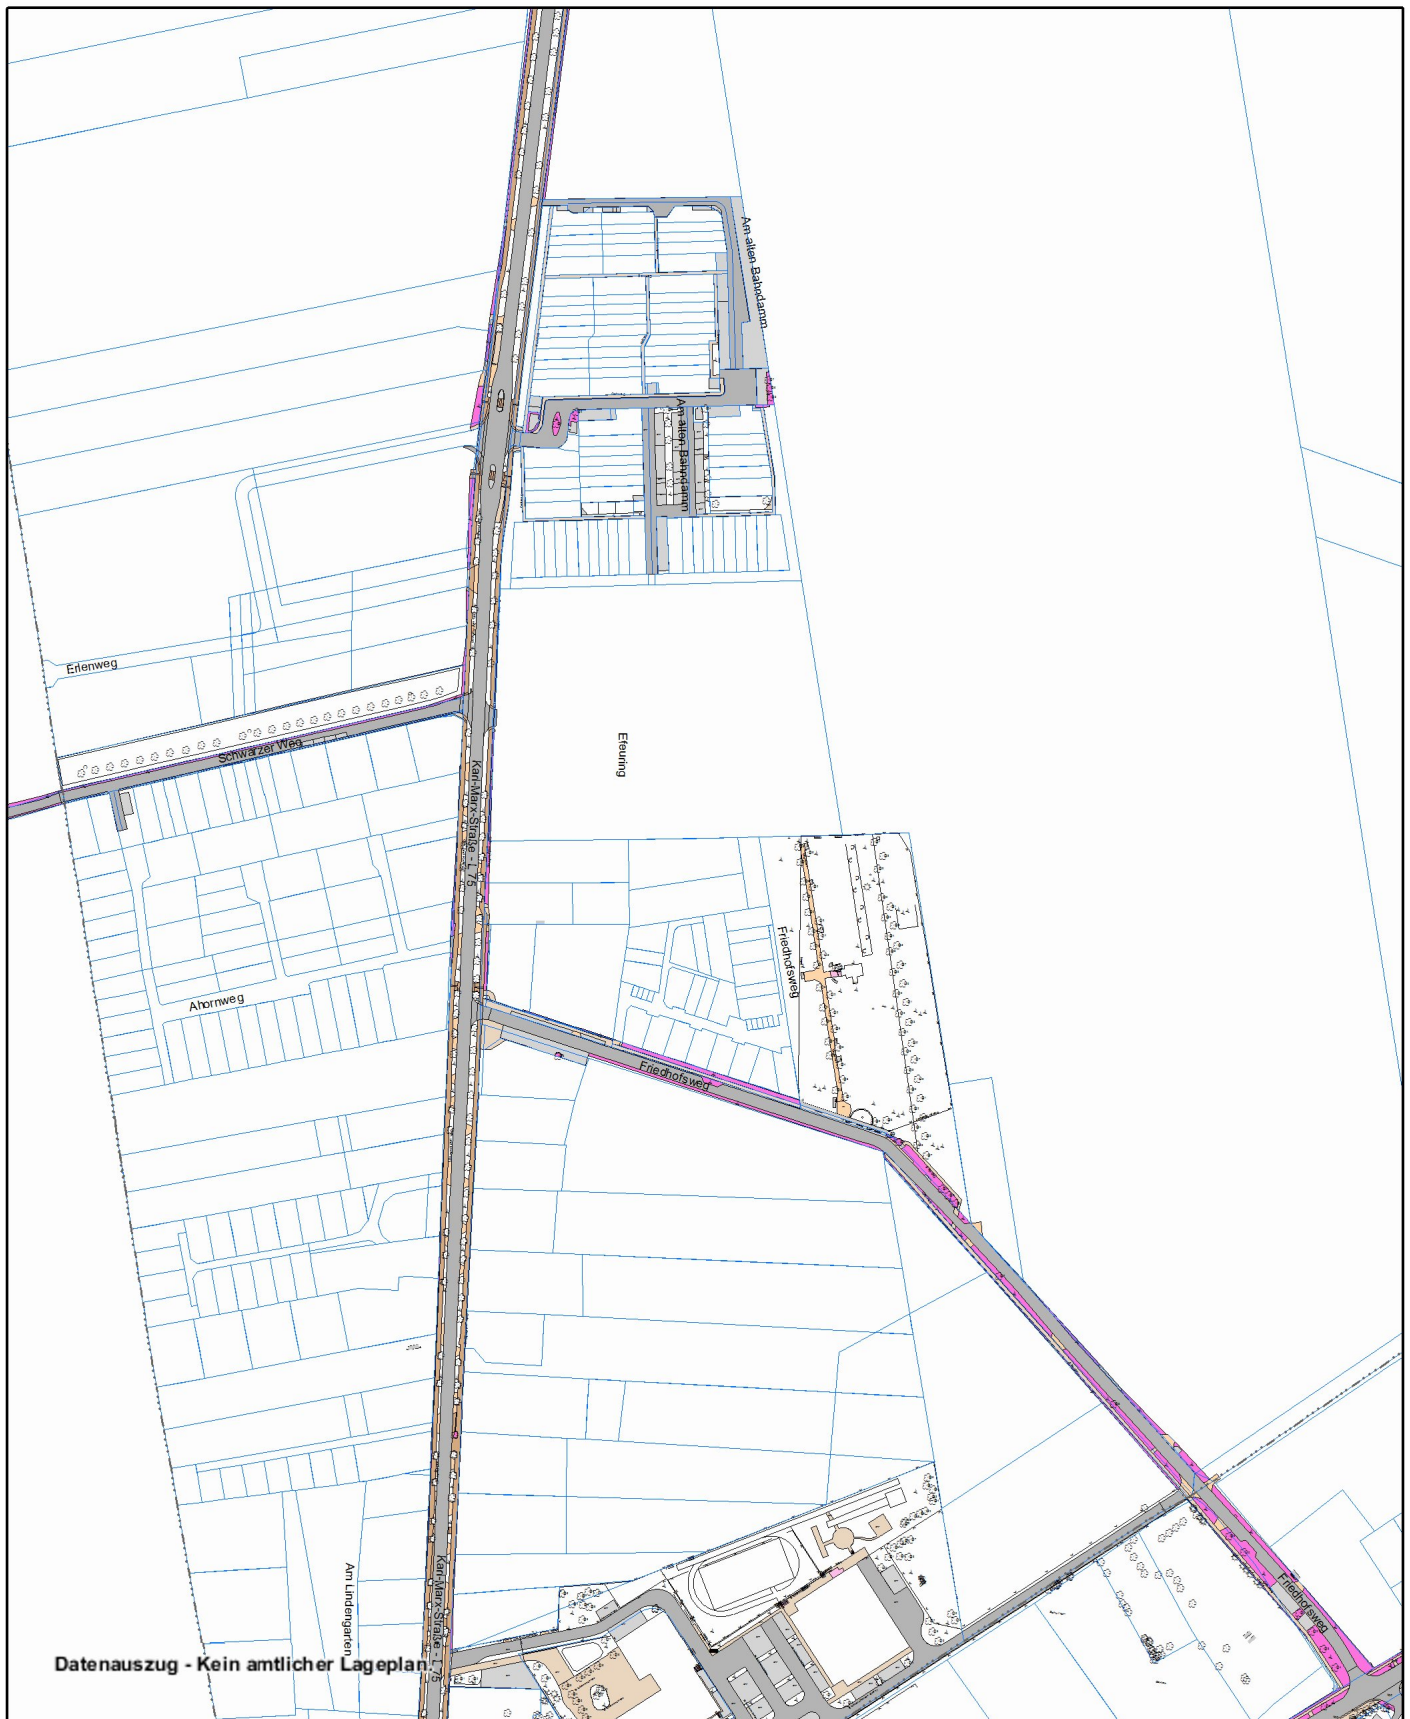 Am alten Bahndamm
Am alten Bahndamm
Erlenweg
Schwarzer Weg
Efeuring
Karl-Marx-Straße - L 75
Friedhofsweg
Ahornweg
Friedhofsweg
Am Lindengarten
Karl-Marx-Straße - L 75
Friedhofsweg
Datenauszug - Kein amtlicher Lageplan.